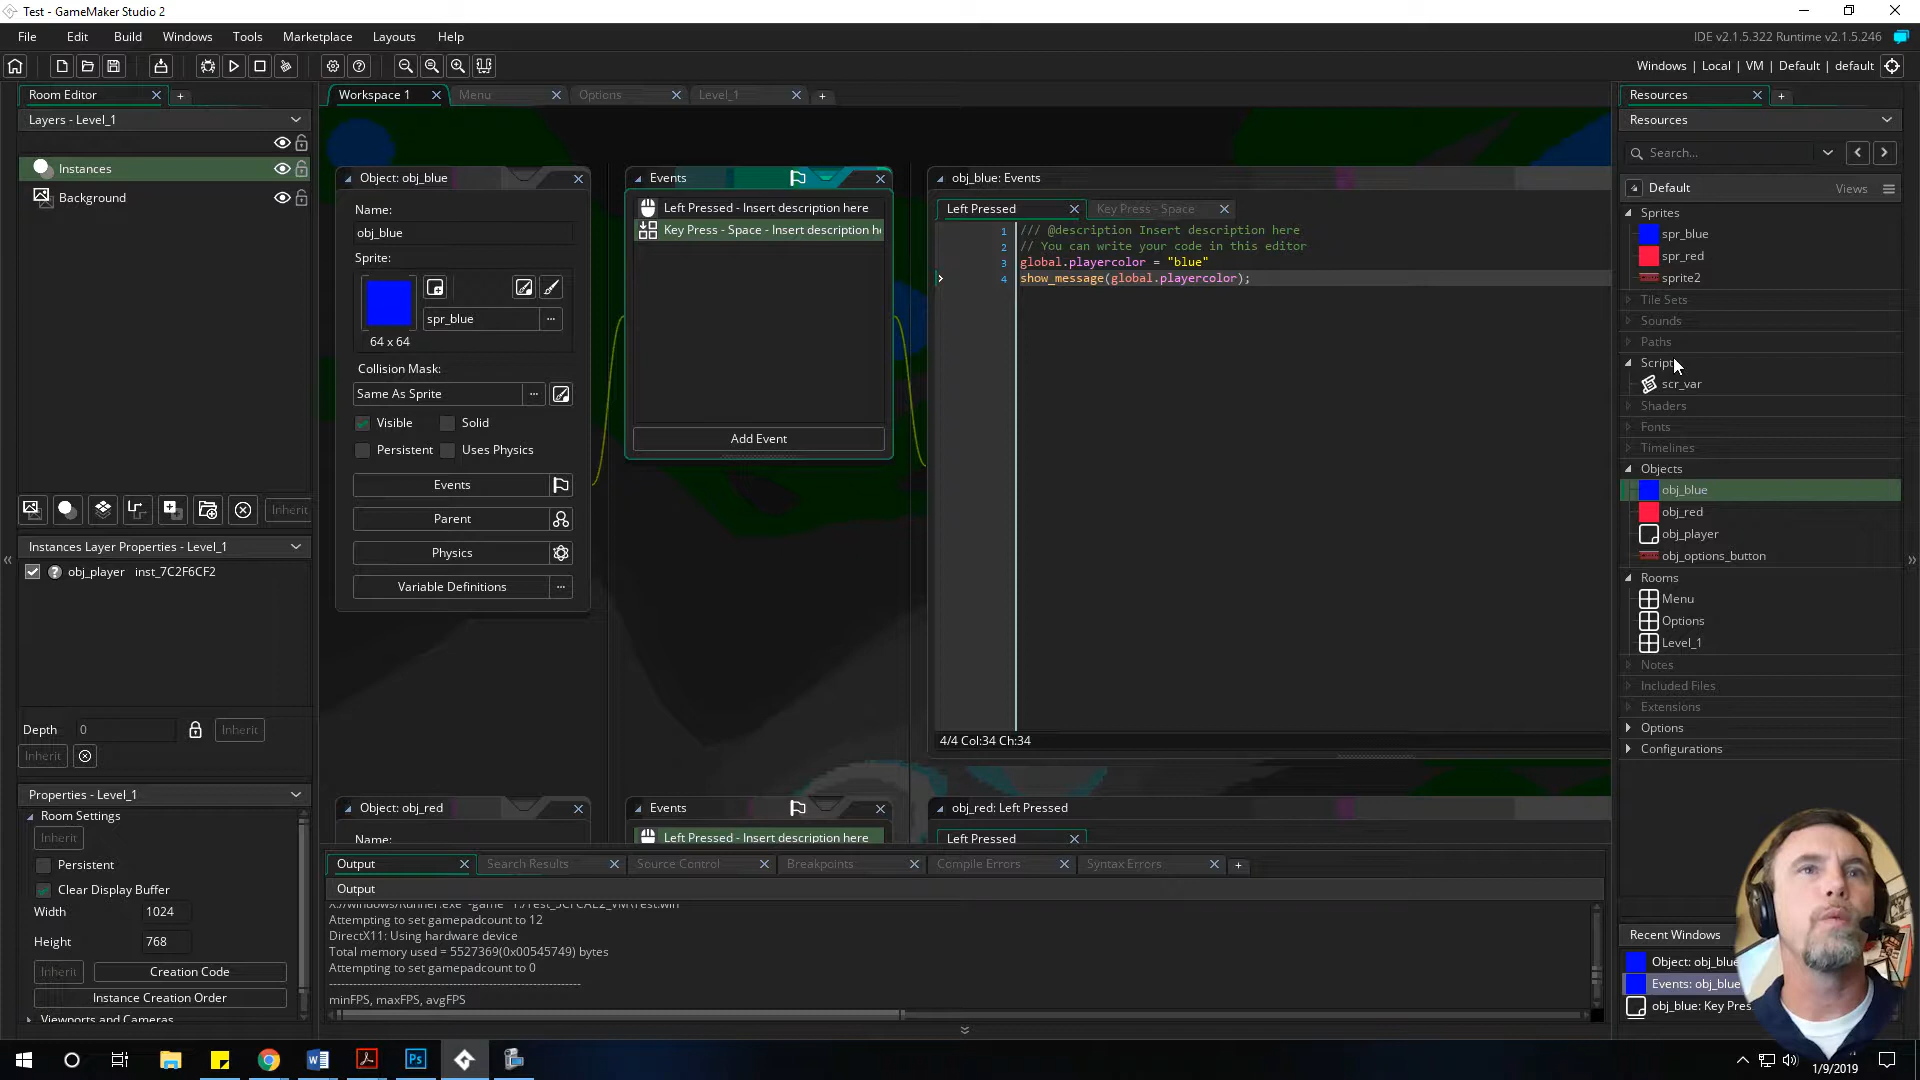 Test - GameMaker Studio 2
File Edit Build Windows Tools Marketplace Layouts Help
IDE v2.1.5.322 Runtime v2.1.5.246
Windows | Local | VM | Default | default
Room Editor
Layers - Level_1
Instances
Background
Inherit
Instances Layer Properties - Level_1
obj_player inst_7C2F6CF2
Depth 0 Inherit
Inherit
Properties - Level_1
Room Settings
Inherit
Persistent
Clear Display Buffer
Width 1024
Height 768
Inherit Creation Code
Instance Creation Order
Viewports and Cameras
Workspace 1 Menu Options Level_1
Object: obj_blue
Name:
obj_blue
Sprite:
spr_blue
64 x 64
Collision Mask:
Same As Sprite
Visible Solid
Persistent Uses Physics
Events
Parent
Physics
Variable Definitions
Events
Left Pressed - Insert description here
Key Press - Space - Insert description he
Add Event
obj_blue: Events
Left Pressed Key Press - Space
1 /// @description Insert description here
2 // You can write your code in this editor
3 global.playercolor = "blue"
4 show_message(global.playercolor);
4/4 Col:34 Ch:34
Object: obj_red
Name:
Events
Left Pressed - Insert description here
obj_red: Left Pressed
Left Pressed
Output Search Results Source Control Breakpoints Compile Errors Syntax Errors
Output
Attempting to set gamepadcount to 12
DirectX11: Using hardware device
Total memory used = 5527369(0x00545749) bytes
Attempting to set gamepadcount to 0
minFPS, maxFPS, avgFPS
Resources
Resources
Search...
Default Views
Sprites
spr_blue
spr_red
sprite2
Tile Sets
Sounds
Paths
Script
scr_var
Shaders
Fonts
Timelines
Objects
obj_blue
obj_red
obj_player
obj_options_button
Rooms
Menu
Options
Level_1
Notes
Included Files
Extensions
Options
Configurations
Recent Windows
Object: obj_blue
Events: obj_blue
obj_blue: Key Pres
1/9/2019